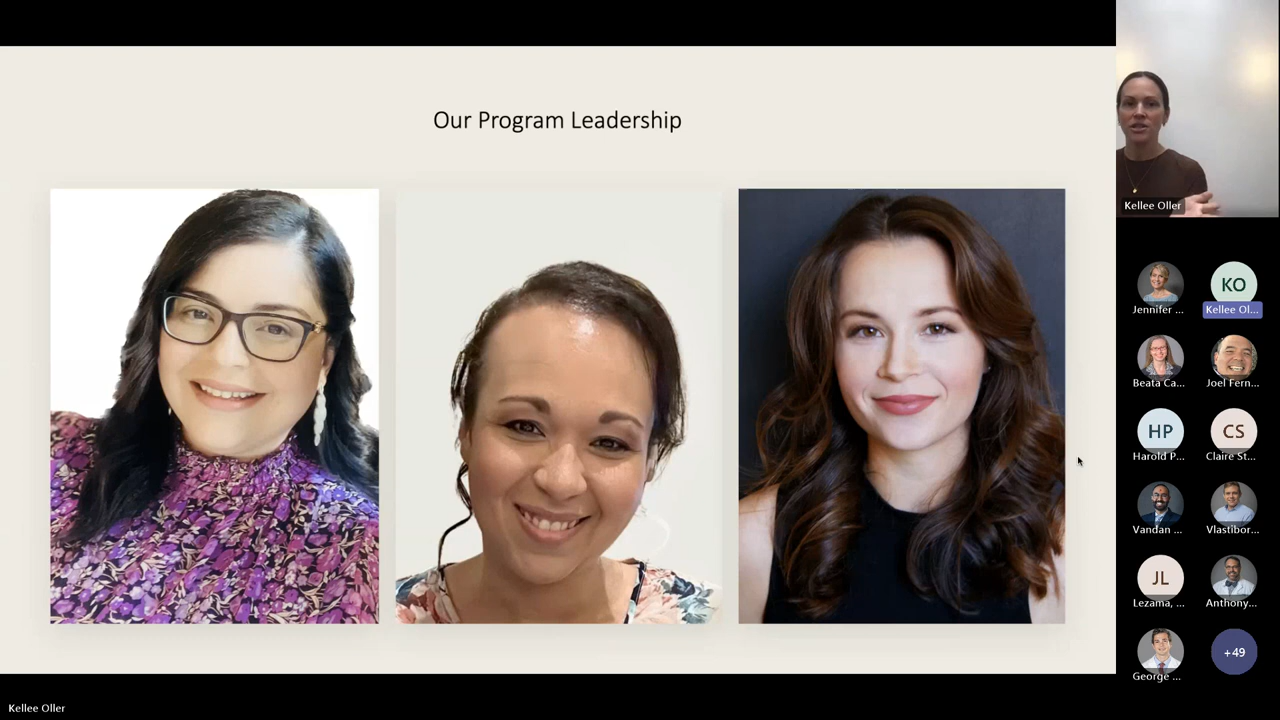 Our Program Leadership
Kellee Oller
Jennifer ...
KO
Kellee Ol...
Beata Ca...
Joel Fern...
HP
Harold P...
CS
Claire St...
Vandan ...
Vlastibor...
JL
Lezama, ...
Anthony...
George ...
+49
Kellee Oller